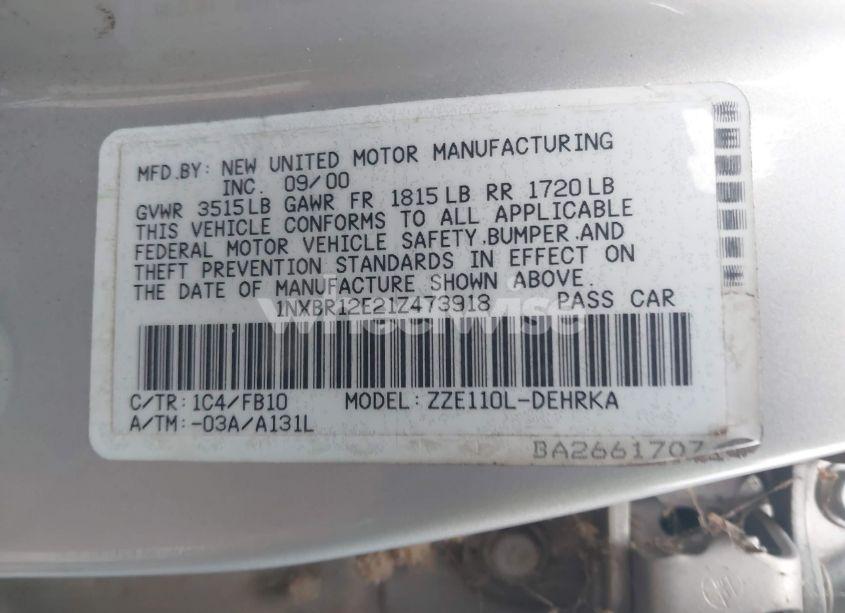 MFD.BY: NEW UNITED MOTOR MANUFACTURING
INC. 09/00
GVWR 3515LB GAWR FR 1815LB RR 1720LB
THIS VEHICLE CONFORMS TO ALL APPLICABLE
FEDERAL MOTOR VEHICLE SAFETY,BUMPER,AND
THEFT PREVENTION STANDARDS IN EFFECT ON
THE DATE OF MANUFACTURE SHOWN ABOVE.
1NXBR12E21Z473918 PASS CAR
wheelwise
C/TR: 1C4/FB10 MODEL: ZZE110L-DEHRKA
A/TM: -03A/A131L
BA2661707